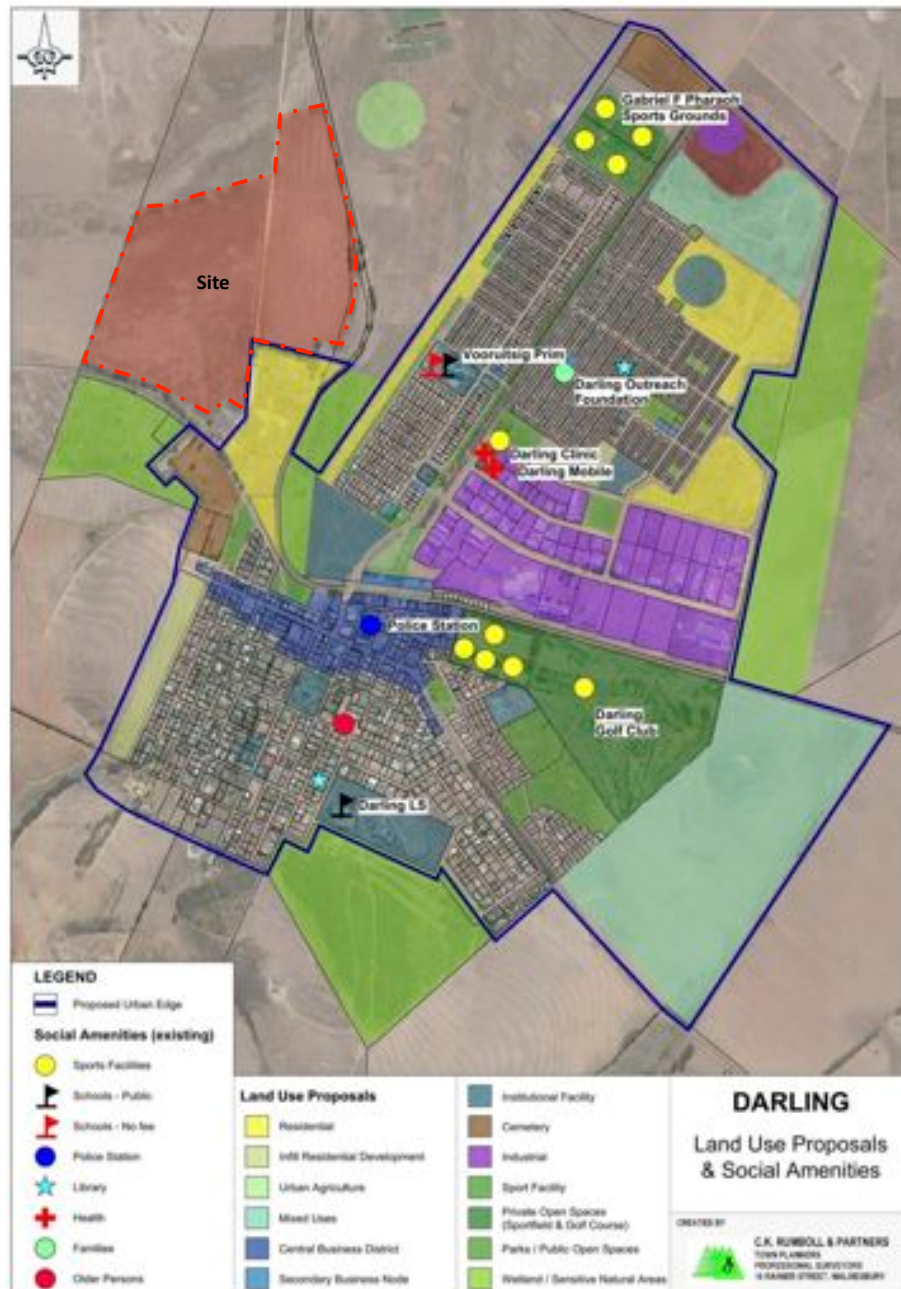 Gabriel F Pharaoh
Sports Grounds
Site
Vooruitsig Prim
Darling Outreach
Foundation
Darling Clinic
Darling Mobile
Police Station
Darling
Golf Club
Darling LS
LEGEND
Proposed Urban Edge
Social Amenities (existing)
Sports Facilities
Schools - Public
Schools - No fee
Police Station
Library
Health
Families
Older Persons
Land Use Proposals
Residential
Infill Residential Development
Urban Agriculture
Mixed Uses
Central Business District
Secondary Business Node
Institutional Facility
Cemetery
Industrial
Sport Facility
Private Open Spaces
(Sportfield & Golf Course)
Parks / Public Open Spaces
Wetland / Sensitive Natural Areas
DARLING
Land Use Proposals
& Social Amenities
CREATED BY
C.K. RUMBOLL & PARTNERS
TOWN PLANNERS
PROFESSIONAL SURVEYORS
16 RAINIER STREET, MALMESBURY